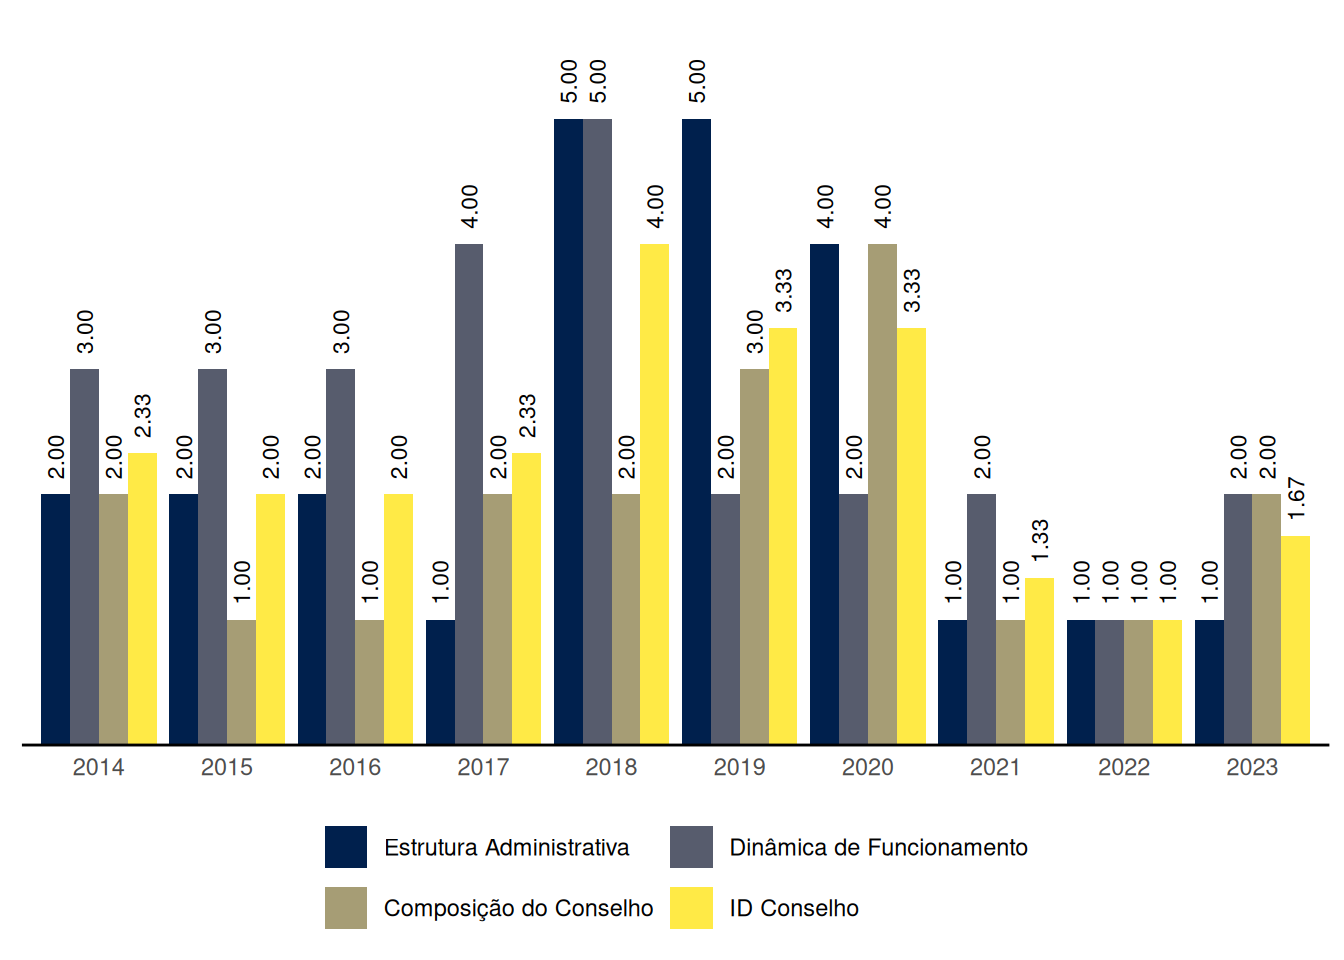 5.00 5.00 5.00
4.00 4.00 4.00 4.00
3.33 3.33
3.00 3.00 3.00 3.00
2.33 2.33
2.00 2.00 2.00 2.00 2.00 2.00 2.00 2.00 2.00 2.00 2.00 2.00 2.00
1.67
1.33
1.00 1.00 1.00 1.00 1.00 1.00 1.00 1.00 1.00 1.00
2014 2015 2016 2017 2018 2019 2020 2021 2022 2023
Estrutura Administrativa Dinâmica de Funcionamento
Composição do Conselho ID Conselho